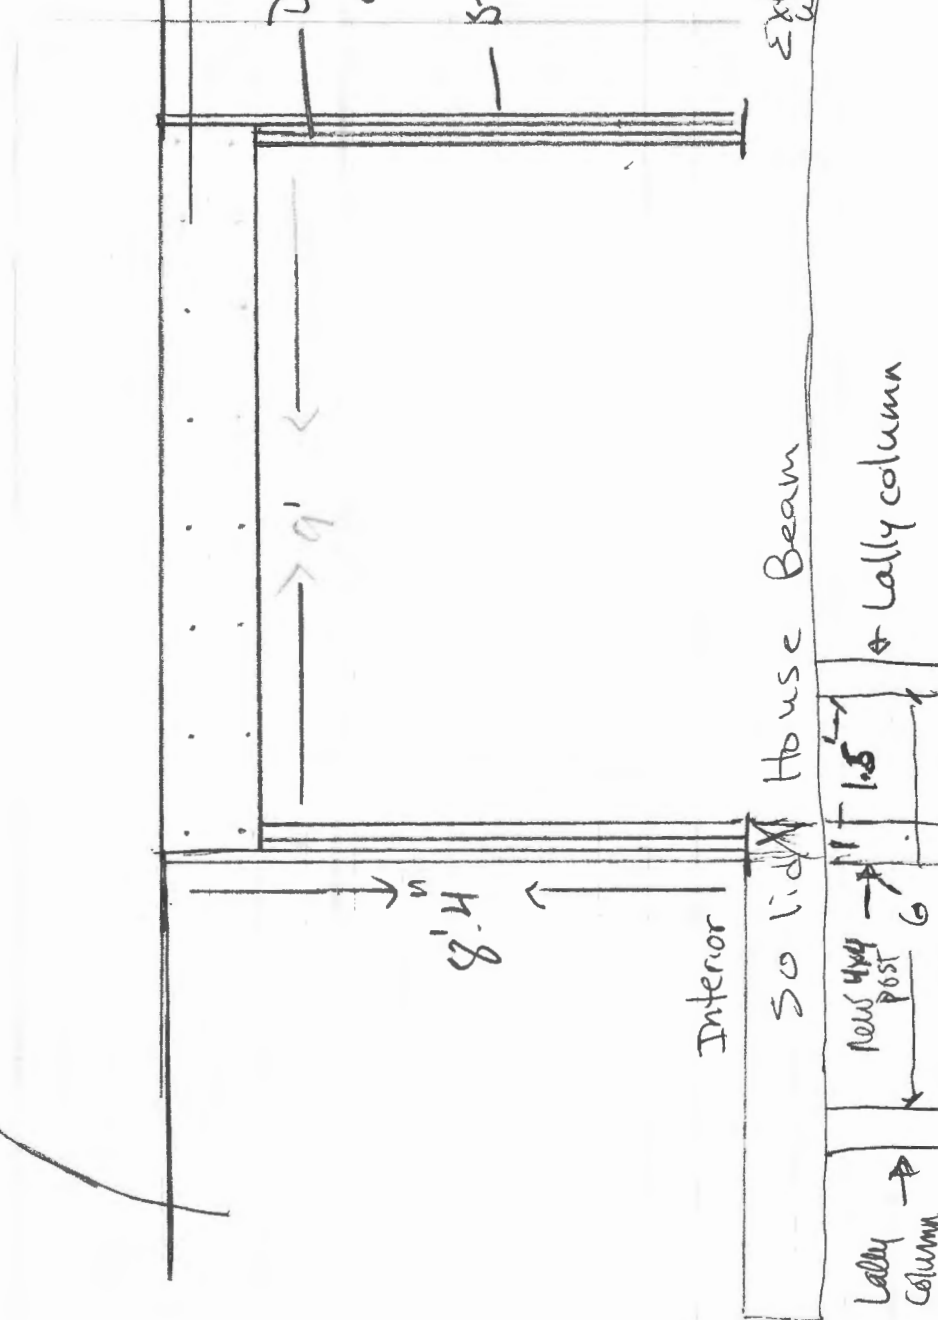 9'
8'.4"
Interior
Solid House Beam
New 4x4
post
1.5'
Lally column
6'
Lally
column